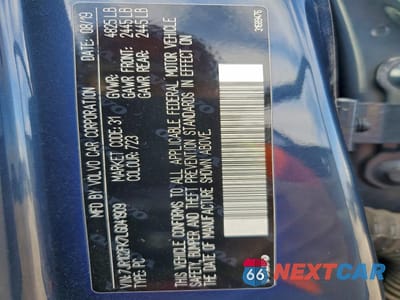 MFD BY VOLVO CAR CORPORATION DATE: 08/19
GVWR: 4825 LB
MARKET CODE: 31 GAWR FRONT: 2445 LB
COLOUR: 723 GAWR REAR: 2445 LB
THIS VEHICLE CONFORMS TO ALL APPLICABLE FEDERAL MOTOR VEHICLE
SAFETY, BUMPER AND THEFT PREVENTION STANDARDS IN EFFECT ON
THE DATE OF MANUFACTURE SHOWN ABOVE.
VIN:
TYPE: PC
66
NEXTCAR